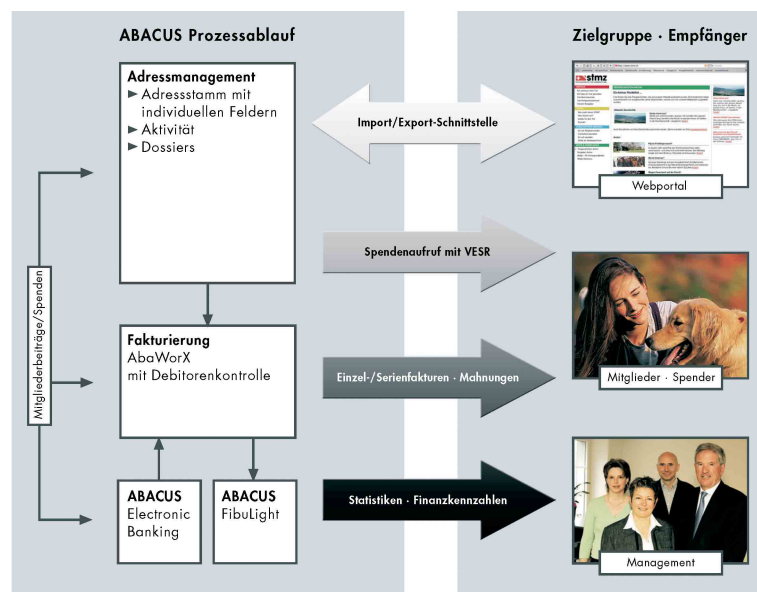 ABACUS Prozessablauf
Adressmanagement
► Adressstamm mit
individuellen Feldern
► Aktivität
► Dossiers
Mitgliederbeiträge/Spenden
Fakturierung
AbaWorX
mit Debitorenkontrolle
ABACUS
Electronic
Banking
ABACUS
FibuLight
Import/Export-Schnittstelle
Spendenaufruf mit VESR
Einzel-/Serienfakturen · Mahnungen
Statistiken · Finanzkennzahlen
Zielgruppe · Empfänger
stmz
Webportal
Mitglieder · Spender
Management